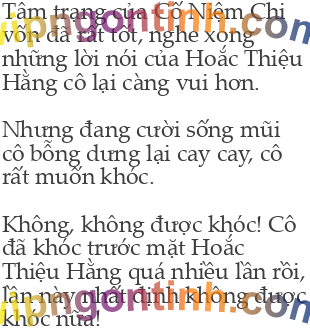 Tâm trạng của Cố Niệm Chi
vốn đã rất tốt, nghe xong
những lời nói của Hoắc Thiệu
Hằng cô lại càng vui hơn.
Nhưng đang cười sống mũi
cô bỗng dưng lại cay cay, cô
rất muốn khóc.
Không, không được khóc! Cô
đã khóc trước mặt Hoắc
Thiệu Hằng quá nhiều lần rồi,
lần này nhất định không được
khóc nữa!